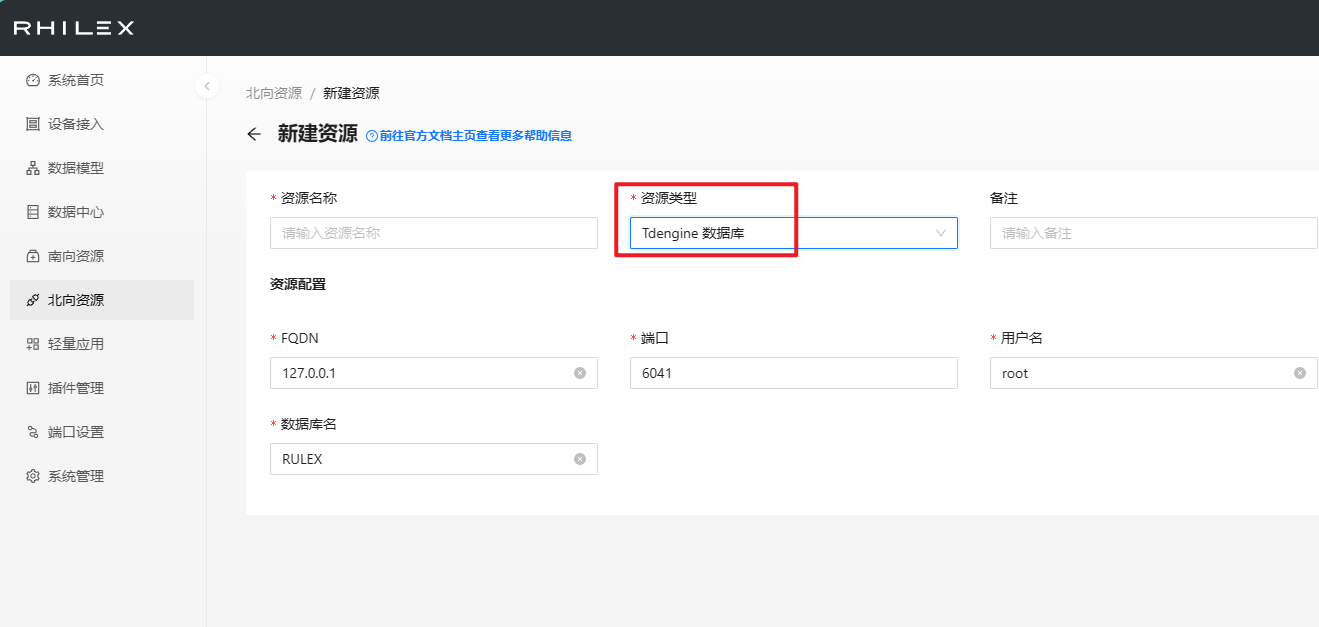 RHILEX
系统首页
设备接入
数据模型
数据中心
南向资源
北向资源
轻量应用
插件管理
端口设置
系统管理
北向资源 / 新建资源
新建资源 前往官方文档主页查看更多帮助信息
* 资源名称
请输入资源名称
* 资源类型
Tdengine 数据库
备注
请输入备注
资源配置
* FQDN
127.0.0.1
* 端口
6041
* 用户名
root
* 数据库名
RULEX